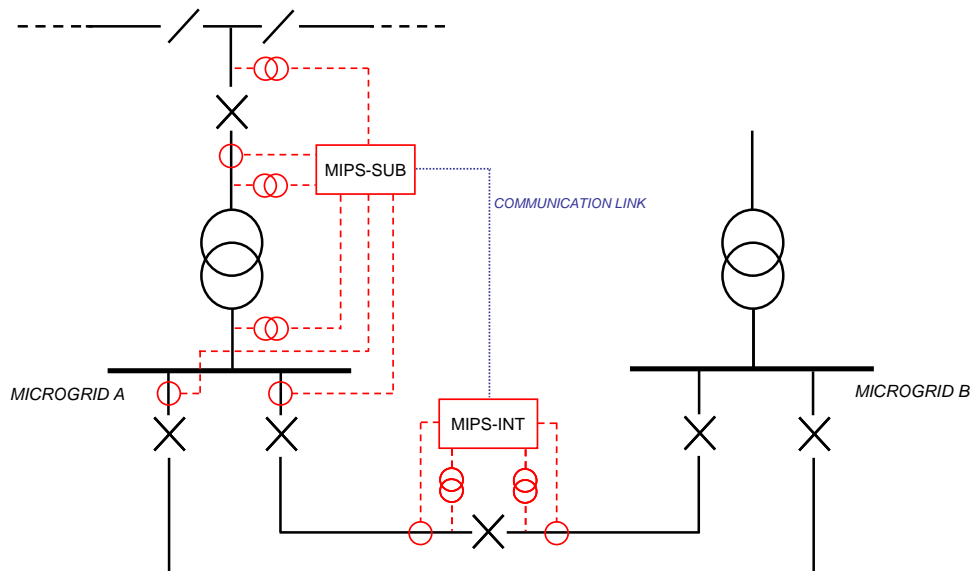 MIPS-SUB
COMMUNICATION LINK
MICROGRID A
MICROGRID B
MIPS-INT